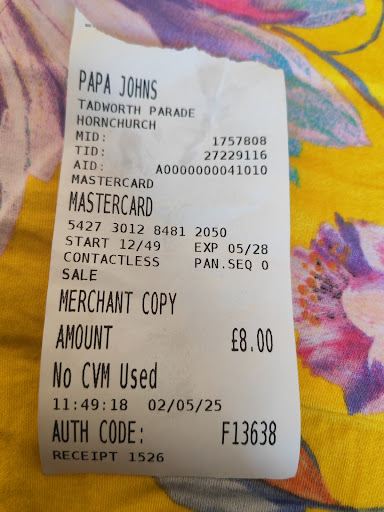 PAPA JOHNS
TADWORTH PARADE
HORNCHURCH
MID: 1757808
TID: 27229116
AID: A0000000041010
MASTERCARD
MASTERCARD
5427 3012 8481 2050
START 12/49 EXP 05/28
CONTACTLESS PAN.SEQ 0
SALE
MERCHANT COPY
AMOUNT £8.00
No CVM Used
11:49:18 02/05/25
AUTH CODE: F13638
RECEIPT 1526